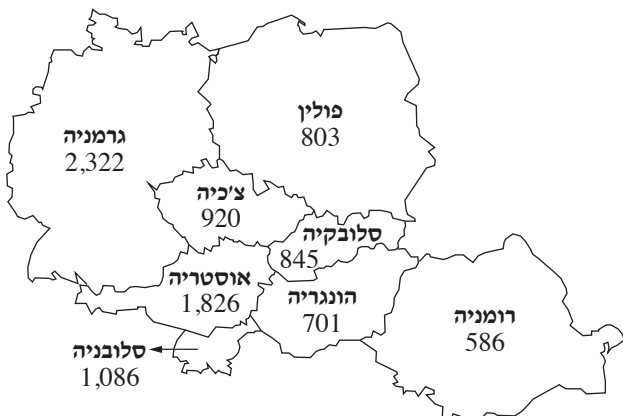 פולין
803
גרמניה
2,322
צ'כיה
920
סלובקיה
845
אוסטריה
1,826
הונגריה
701
רומניה
586
סלובניה
1,086